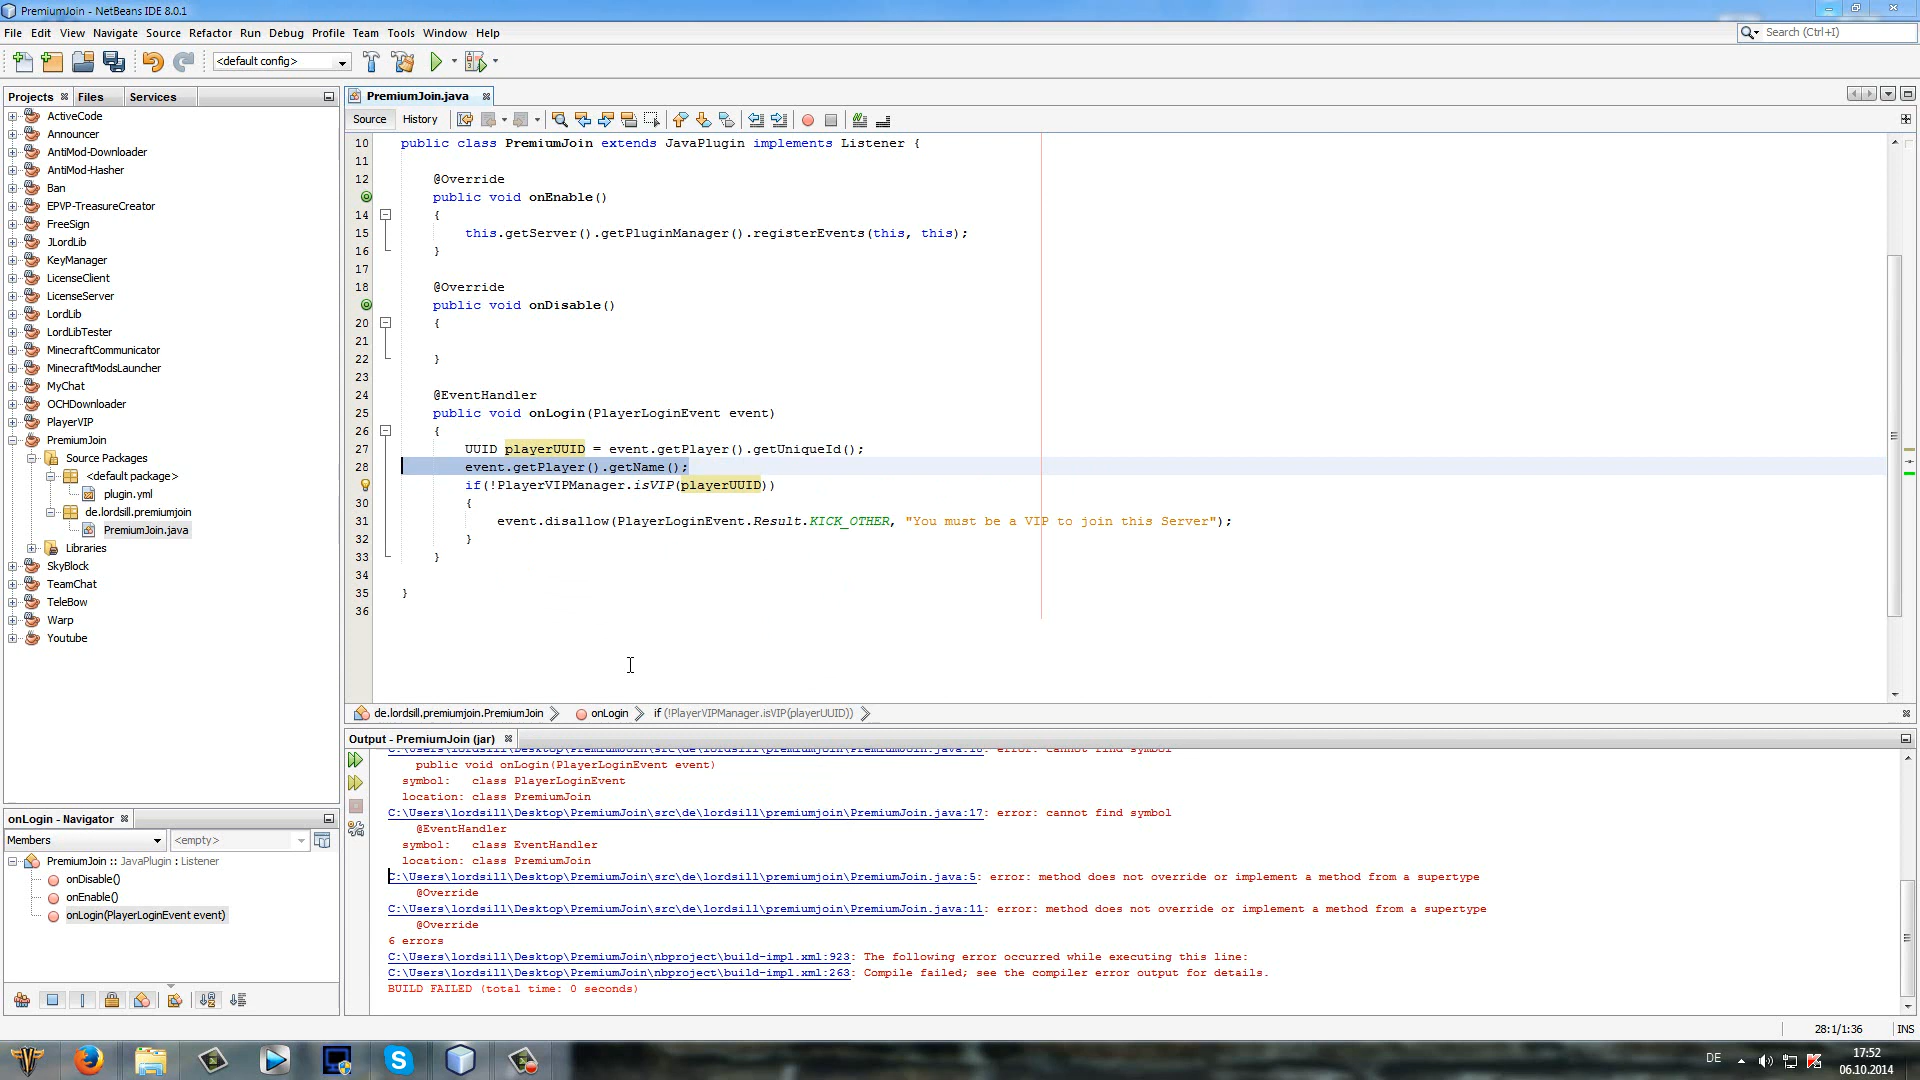 PremiumJoin - NetBeans IDE 8.0.1
File Edit View Navigate Source Refactor Run Debug Profile Team Tools Window Help
Search (Ctrl+I)
<default config>
Projects Files Services
ActiveCode
Announcer
AntiMod-Downloader
AntiMod-Hasher
Ban
EPVP-TreasureCreator
FreeSign
JLordLib
KeyManager
LicenseClient
LicenseServer
LordLib
LordLibTester
MinecraftCommunicator
MinecraftModsLauncher
MyChat
OCHDownloader
PlayerVIP
PremiumJoin
Source Packages
<default package>
plugin.yml
de.lordsill.premiumjoin
PremiumJoin.java
Libraries
SkyBlock
TeamChat
TeleBow
Warp
Youtube
PremiumJoin.java
Source History
10 public class PremiumJoin extends JavaPlugin implements Listener {
11
12 @Override
public void onEnable()
14 {
15 this.getServer().getPluginManager().registerEvents(this, this);
16 }
17
18 @Override
public void onDisable()
20 {
21
22 }
23
24 @EventHandler
25 public void onLogin(PlayerLoginEvent event)
26 {
27 UUID playerUUID = event.getPlayer().getUniqueId();
28 event.getPlayer().getName();
if(!PlayerVIPManager.isVIP(playerUUID))
30 {
31 event.disallow(PlayerLoginEvent.Result.KICK_OTHER, "You must be a VIP to join this Server");
32 }
33 }
34
35 }
36
de.lordsill.premiumjoin.PremiumJoin onLogin if (!PlayerVIPManager.isVIP(playerUUID))
Output - PremiumJoin (jar)
C:\Users\lordsill\Desktop\PremiumJoin\src\de\lordsill\premiumjoin\PremiumJoin.java:18: error: cannot find symbol
public void onLogin(PlayerLoginEvent event)
symbol: class PlayerLoginEvent
location: class PremiumJoin
C:\Users\lordsill\Desktop\PremiumJoin\src\de\lordsill\premiumjoin\PremiumJoin.java:17: error: cannot find symbol
@EventHandler
symbol: class EventHandler
location: class PremiumJoin
C:\Users\lordsill\Desktop\PremiumJoin\src\de\lordsill\premiumjoin\PremiumJoin.java:5: error: method does not override or implement a method from a supertype
@Override
C:\Users\lordsill\Desktop\PremiumJoin\src\de\lordsill\premiumjoin\PremiumJoin.java:11: error: method does not override or implement a method from a supertype
@Override
6 errors
C:\Users\lordsill\Desktop\PremiumJoin\nbproject\build-impl.xml:923: The following error occurred while executing this line:
C:\Users\lordsill\Desktop\PremiumJoin\nbproject\build-impl.xml:263: Compile failed; see the compiler error output for details.
BUILD FAILED (total time: 0 seconds)
onLogin - Navigator
Members <empty>
PremiumJoin :: JavaPlugin : Listener
onDisable()
onEnable()
onLogin(PlayerLoginEvent event)
28:1/1:36 INS
DE
17:52
06.10.2014